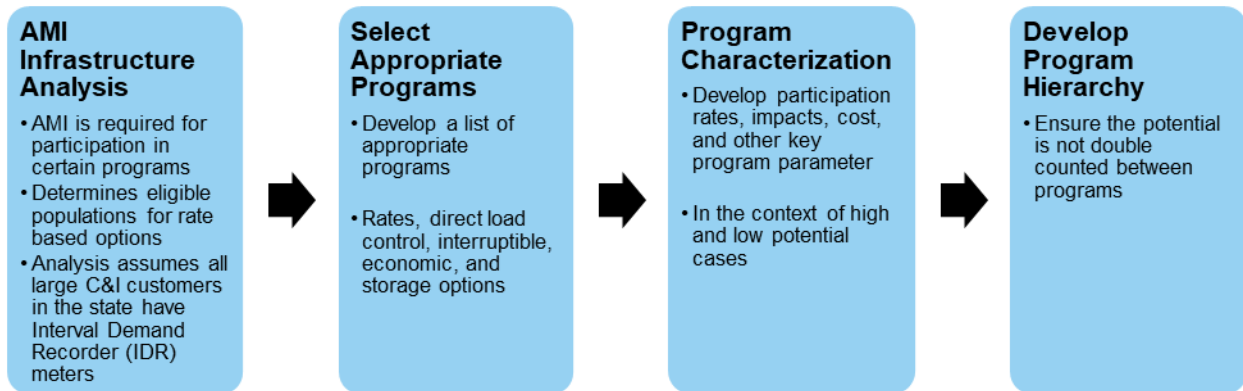 AMI
Infrastructure
Analysis
• AMI is required for
participation in
certain programs
• Determines eligible
populations for rate
based options
• Analysis assumes all
large C&I customers
in the state have
Interval Demand
Recorder (IDR)
meters
Select
Appropriate
Programs
• Develop a list of
appropriate
programs
• Rates, direct load
control, interruptible,
economic, and
storage options
Program
Characterization
• Develop participation
rates, impacts, cost,
and other key
program parameter
• In the context of high
and low potential
cases
Develop
Program
Hierarchy
• Ensure the potential
is not double
counted between
programs